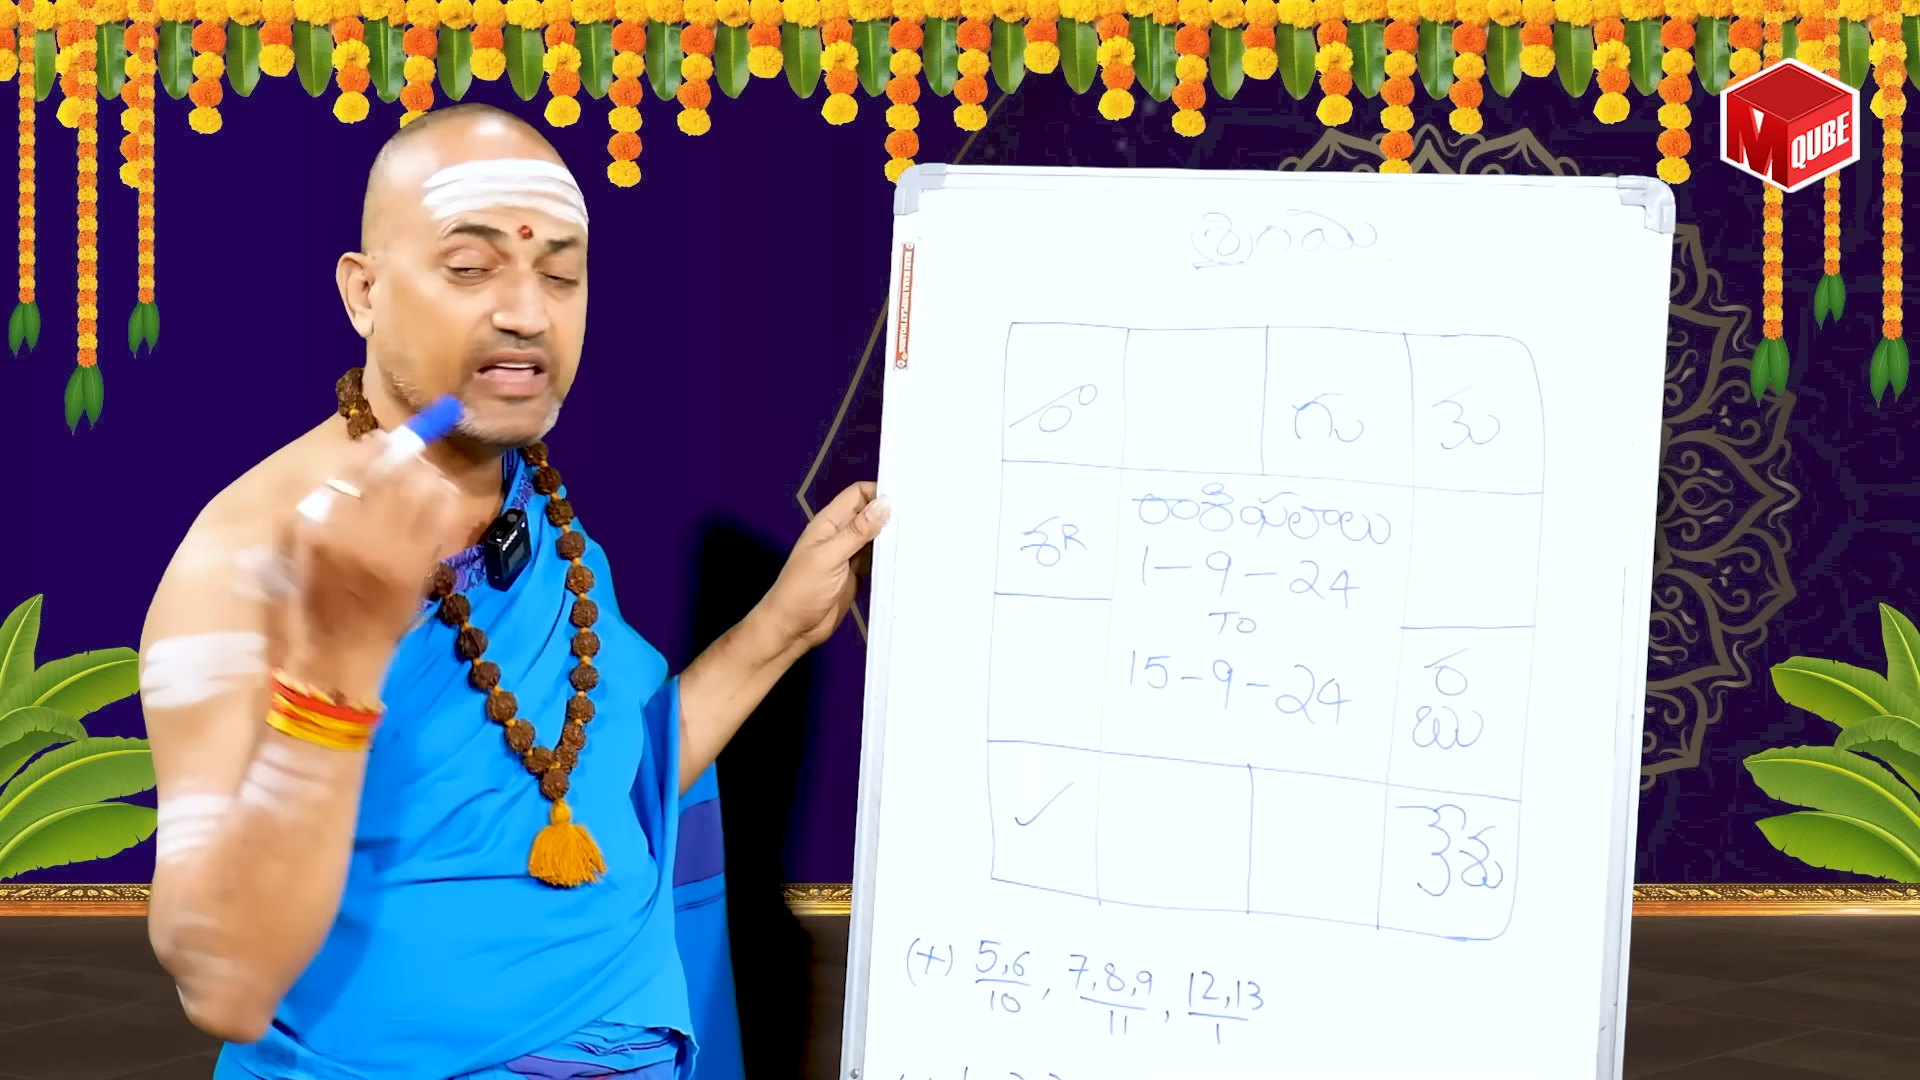 శ్రీరామ
రా
గు
కు
శR
రాశిఫలాలు
1-9-24
TO
15-9-24
ర
బు
✓
కే
శు
(+) 5,6/10, 7,8,9/11, 12,13/1
M QUBE